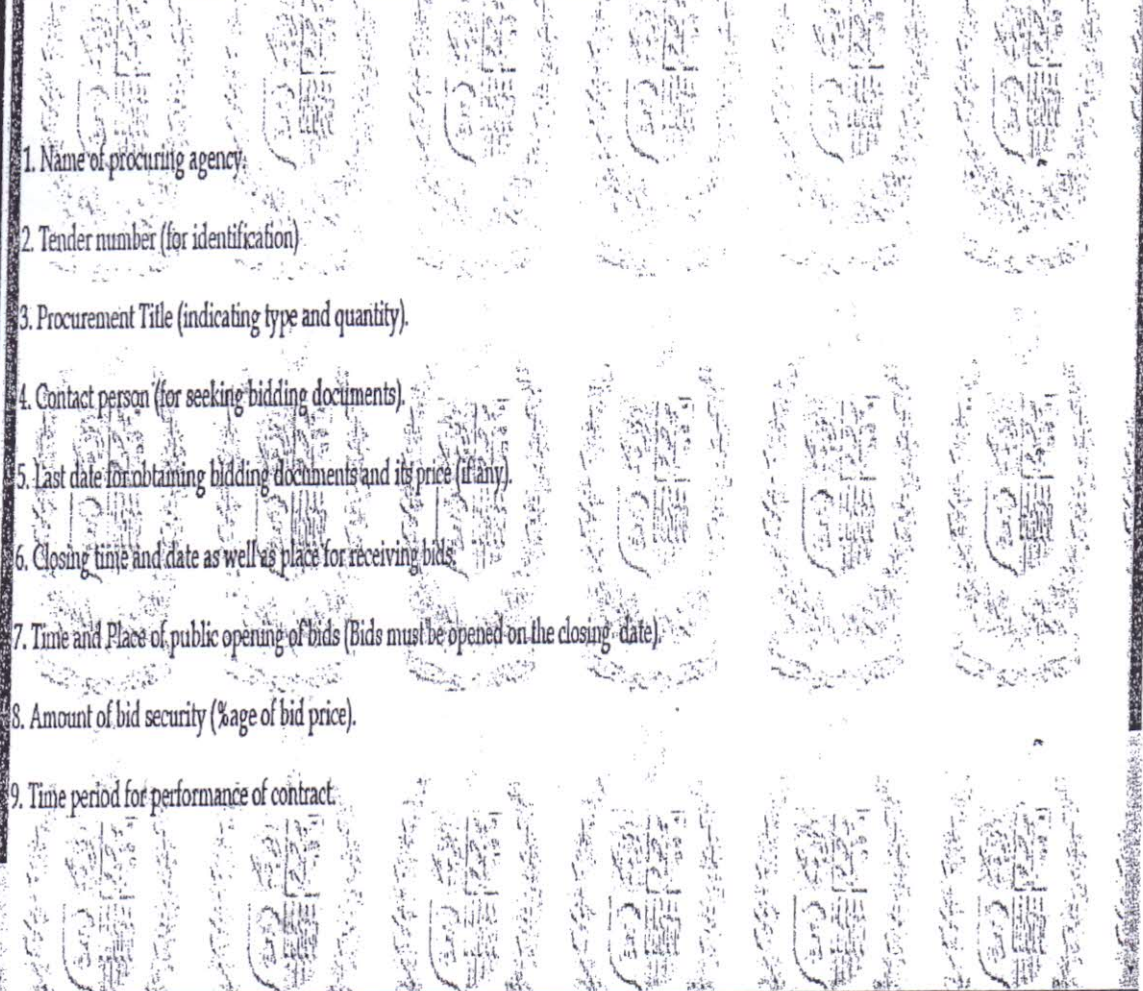 1. Name of procuring agency.
2. Tender number (for identification)
3. Procurement Title (indicating type and quantity).
4. Contact person (for seeking bidding documents).
5. Last date for obtaining bidding documents and its price (if any).
6. Closing time and date as well as place for receiving bids.
7. Time and Place of public opening of bids (Bids must be opened on the closing date).
8. Amount of bid security (%age of bid price).
9. Time period for performance of contract.